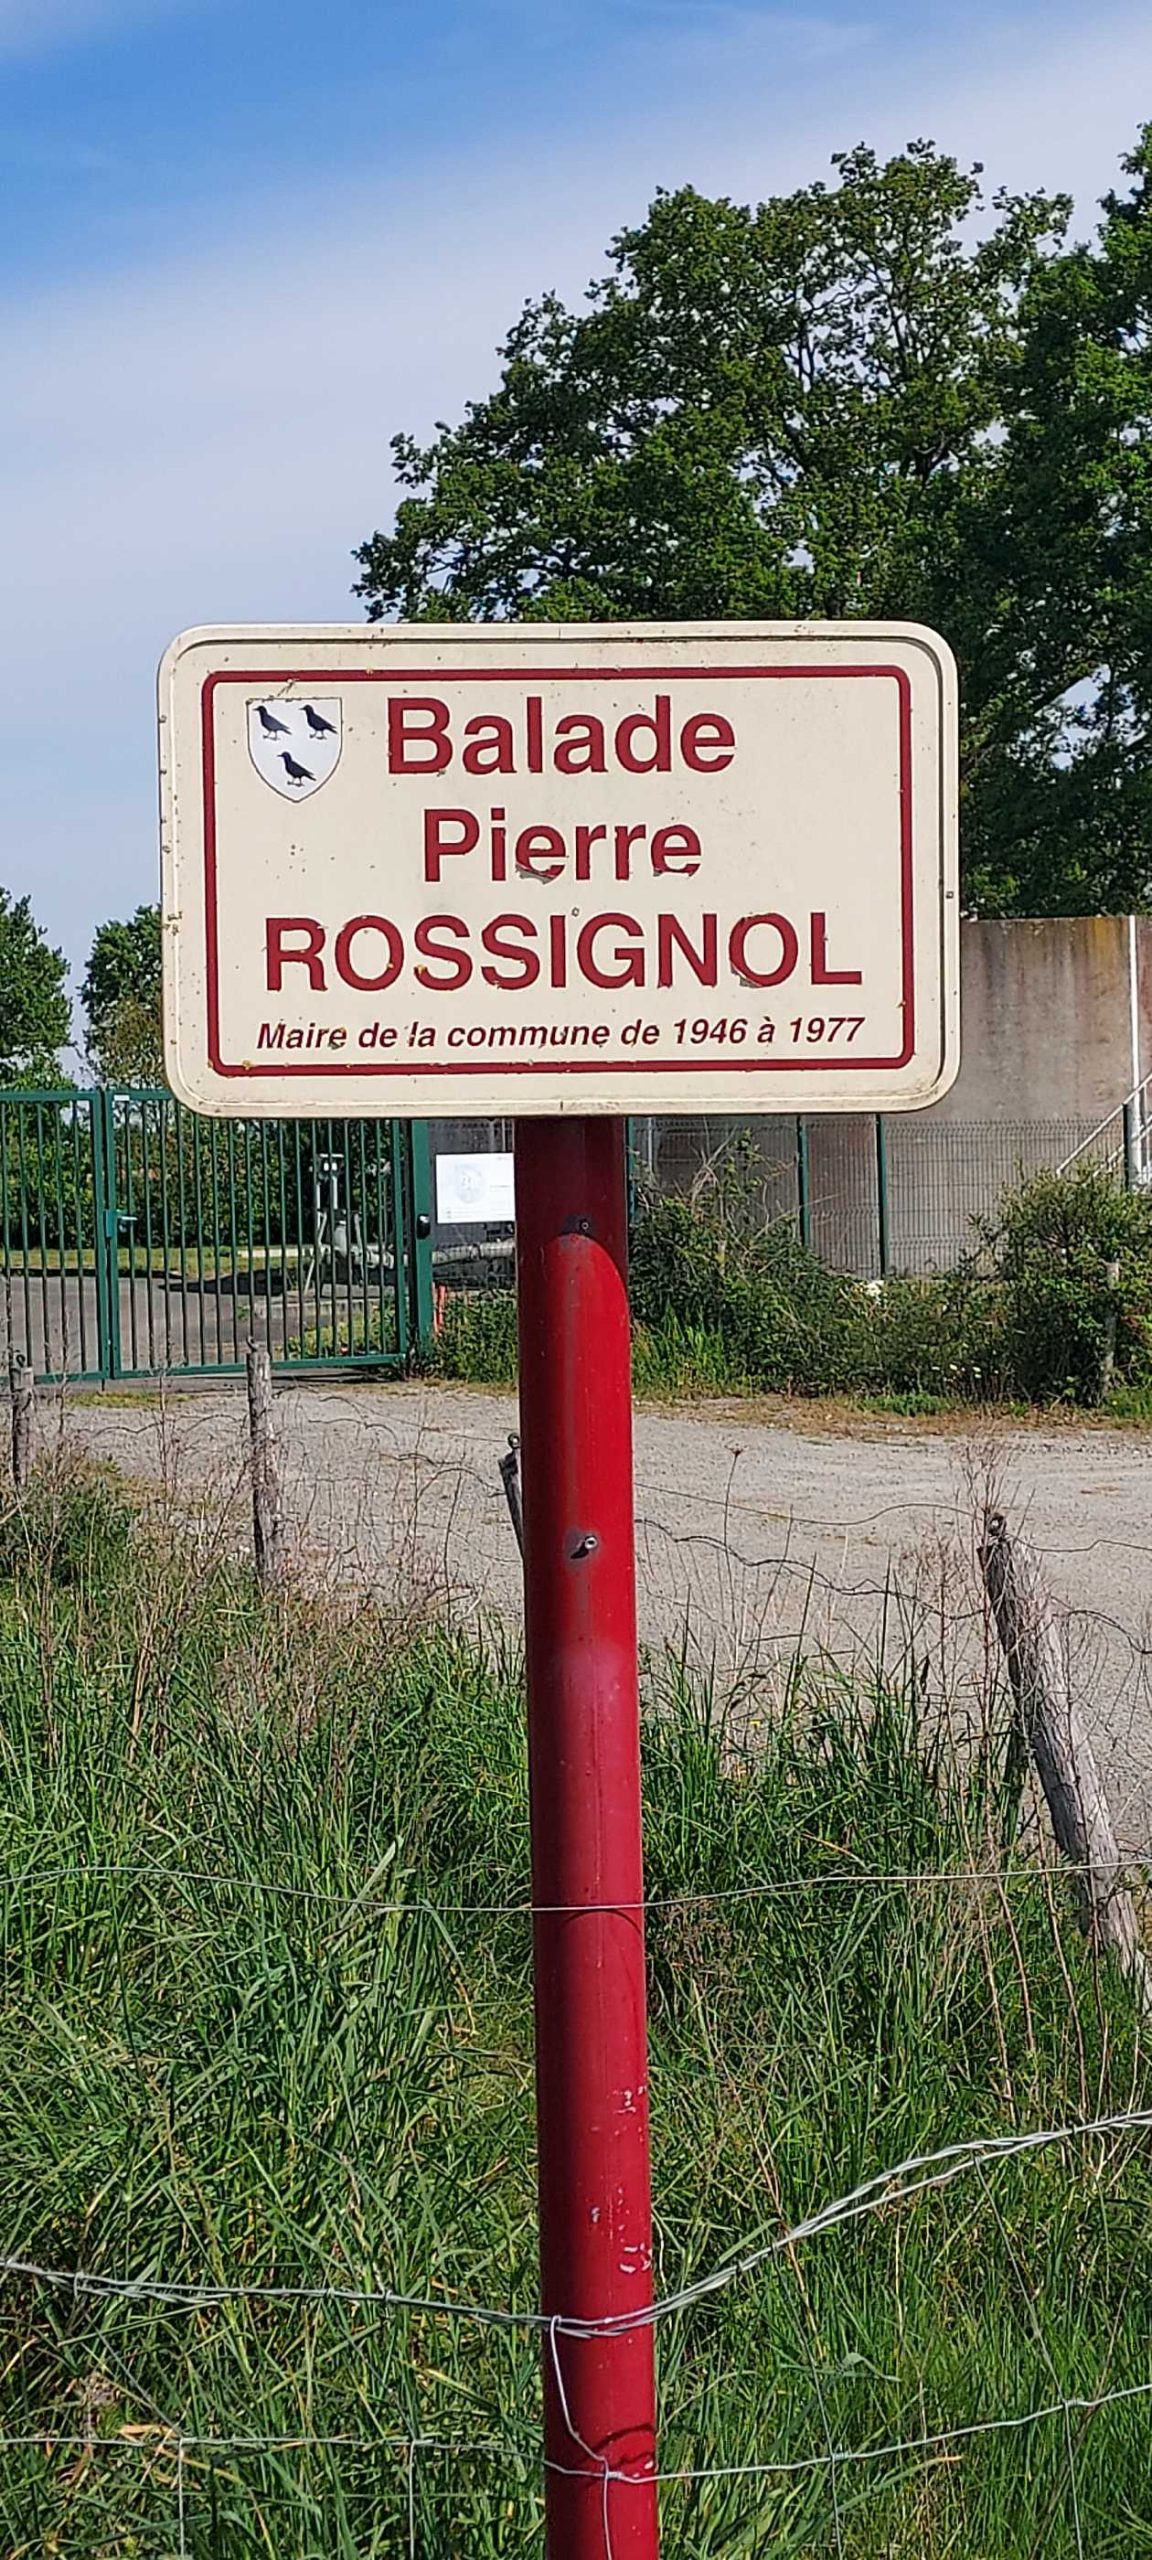 Balade
Pierre
ROSSIGNOL
Maire de la commune de 1946 à 1977